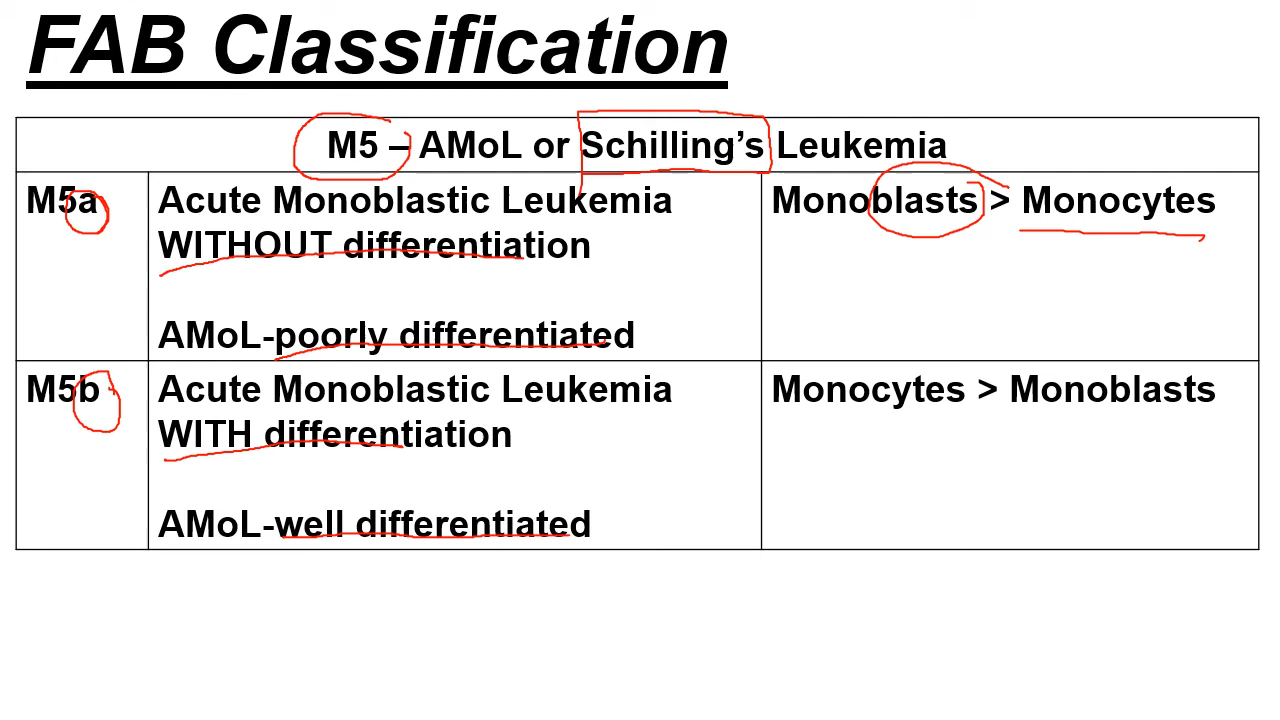 FAB Classification
M5 – AMoL or Schilling’s Leukemia
M5a
Acute Monoblastic Leukemia
WITHOUT differentiation
AMoL-poorly differentiated
Monoblasts > Monocytes
M5b
Acute Monoblastic Leukemia
WITH differentiation
AMoL-well differentiated
Monocytes > Monoblasts